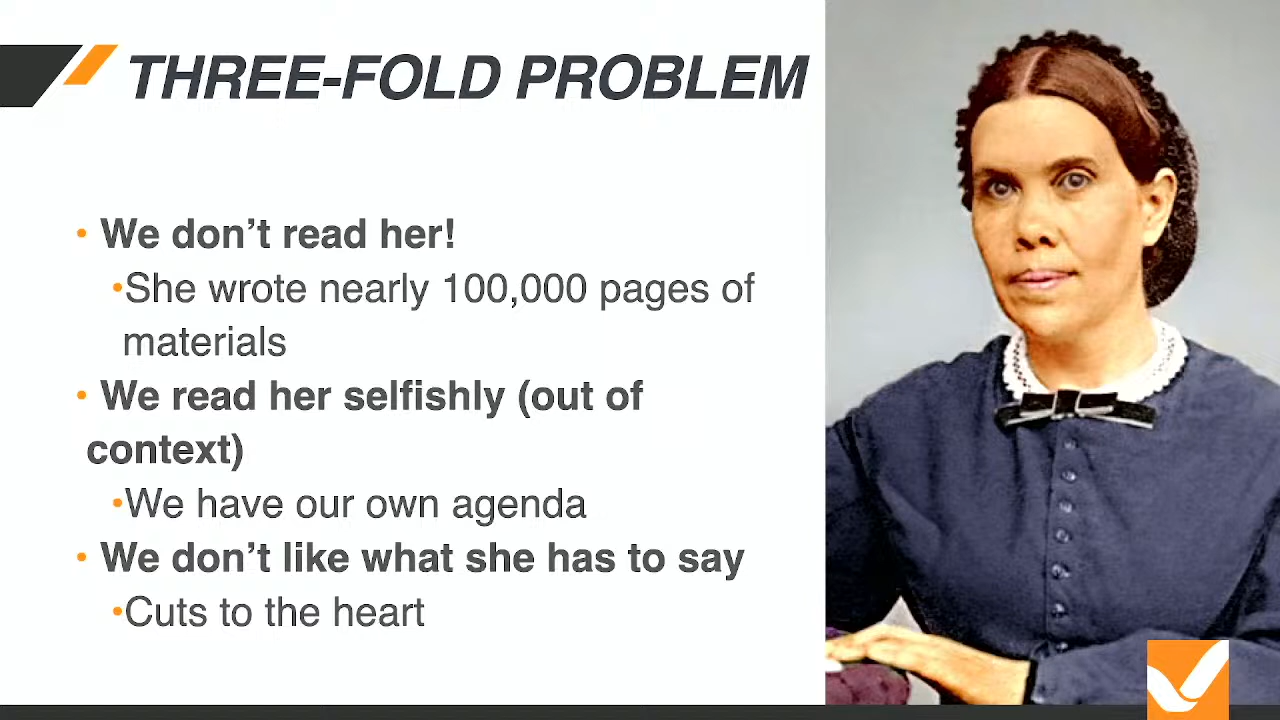 THREE-FOLD PROBLEM
• We don’t read her!
•She wrote nearly 100,000 pages of
materials
• We read her selfishly (out of
context)
•We have our own agenda
• We don’t like what she has to say
•Cuts to the heart